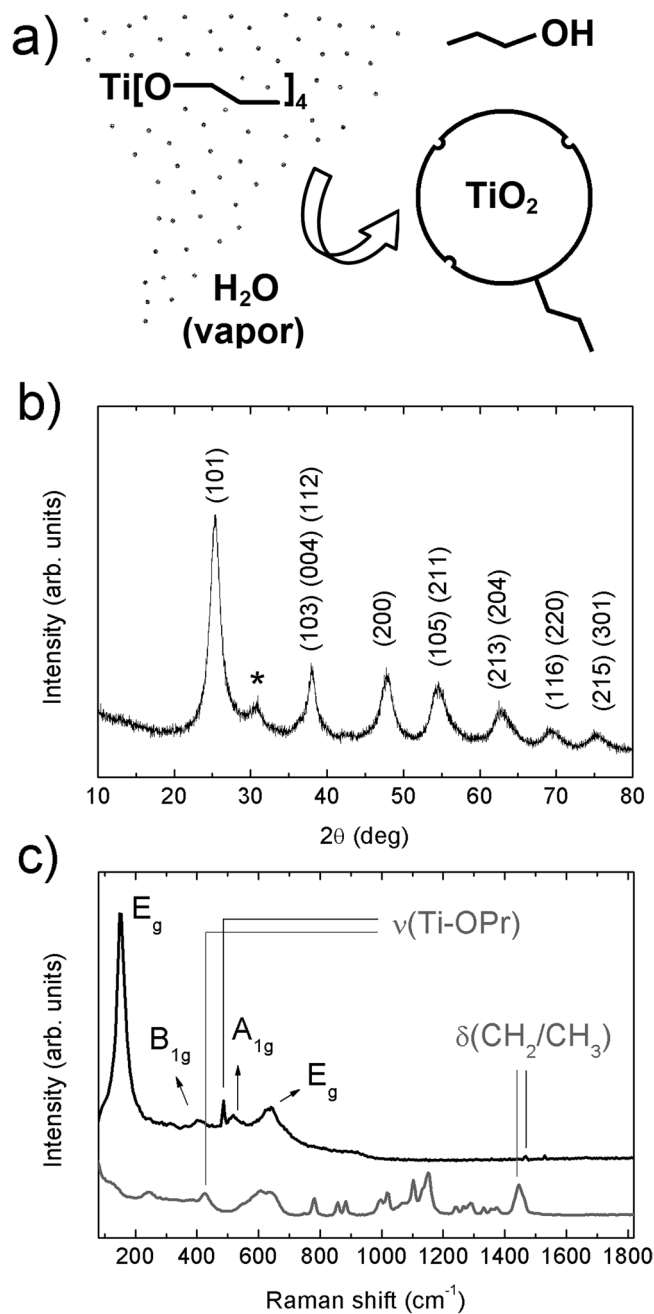 a)
OH
Ti[O ]4
TiO2
H2O
(vapor)
b)
Intensity (arb. units)
(101)
*
(103) (004) (112)
(200)
(105) (211)
(213) (204)
(116) (220)
(215) (301)
10 20 30 40 50 60 70 80
2θ (deg)
c)
Intensity (arb. units)
Eg
B1g
A1g
Eg
ν(Ti-OPr)
δ(CH2/CH3)
200 400 600 800 1000 1200 1400 1600 1800
Raman shift (cm-1)